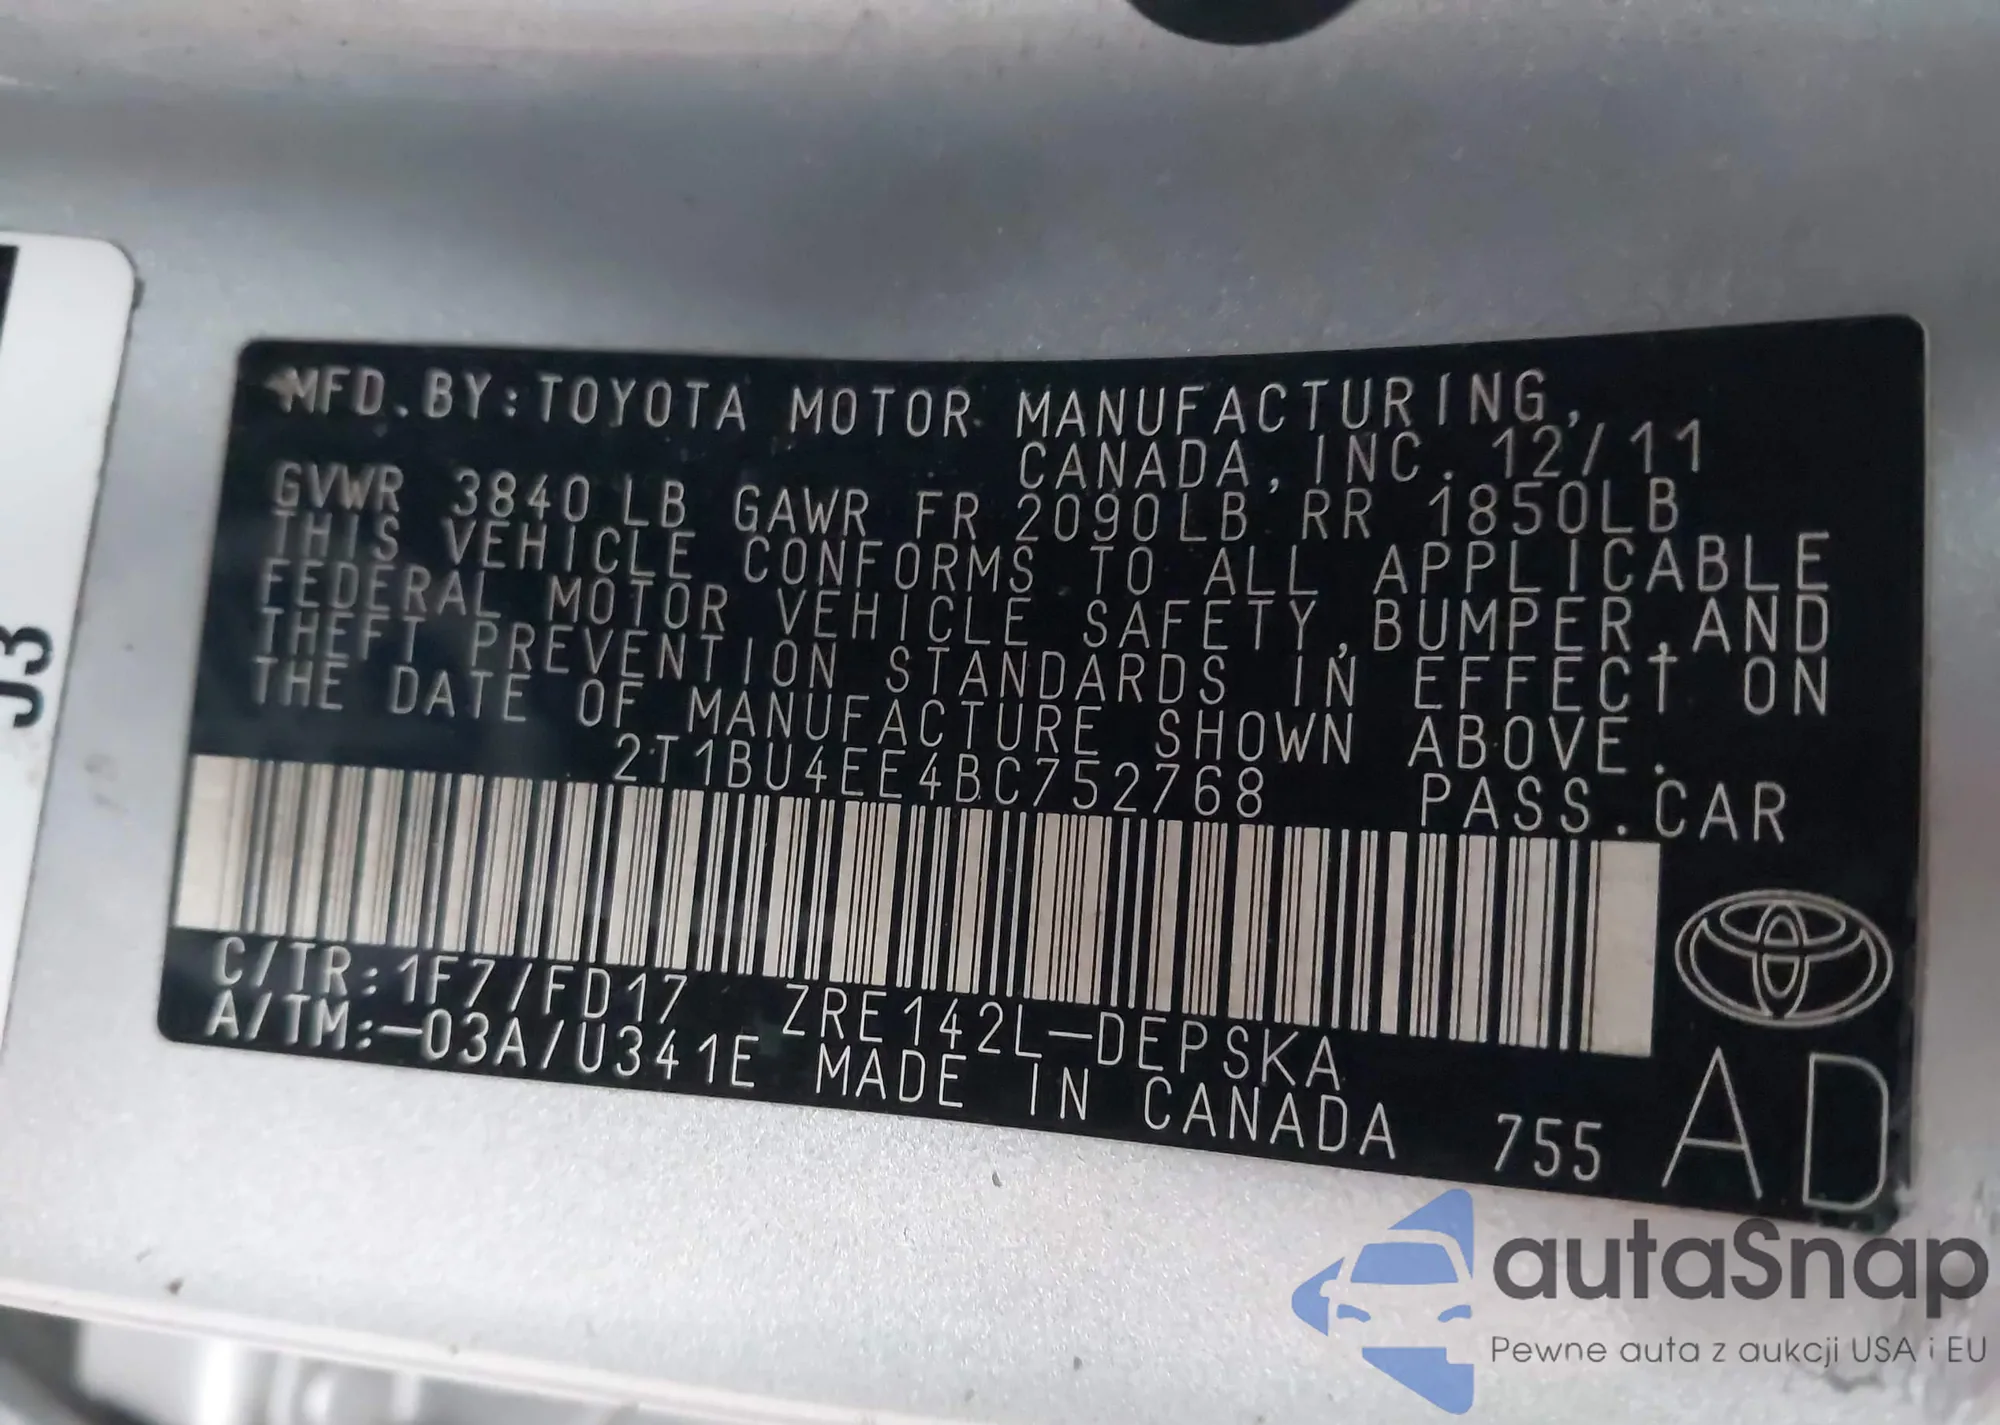 MFD.BY:TOYOTA MOTOR MANUFACTURING,
CANADA,INC. 12/11
GVWR 3840LB GAWR FR 2090LB RR 1850LB
THIS VEHICLE CONFORMS TO ALL APPLICABLE
FEDERAL MOTOR VEHICLE SAFETY,BUMPER,AND
THEFT PREVENTION STANDARDS IN EFFECT ON
THE DATE OF MANUFACTURE SHOWN ABOVE.
2T1BU4EE4BC752768 PASS.CAR
C/TR:1F7/FD17 ZRE142L-DEPSKA
A/TM:-03A/U341E MADE IN CANADA 755 AD
J3
autaSnap
Pewne auta z aukcji USA i EU